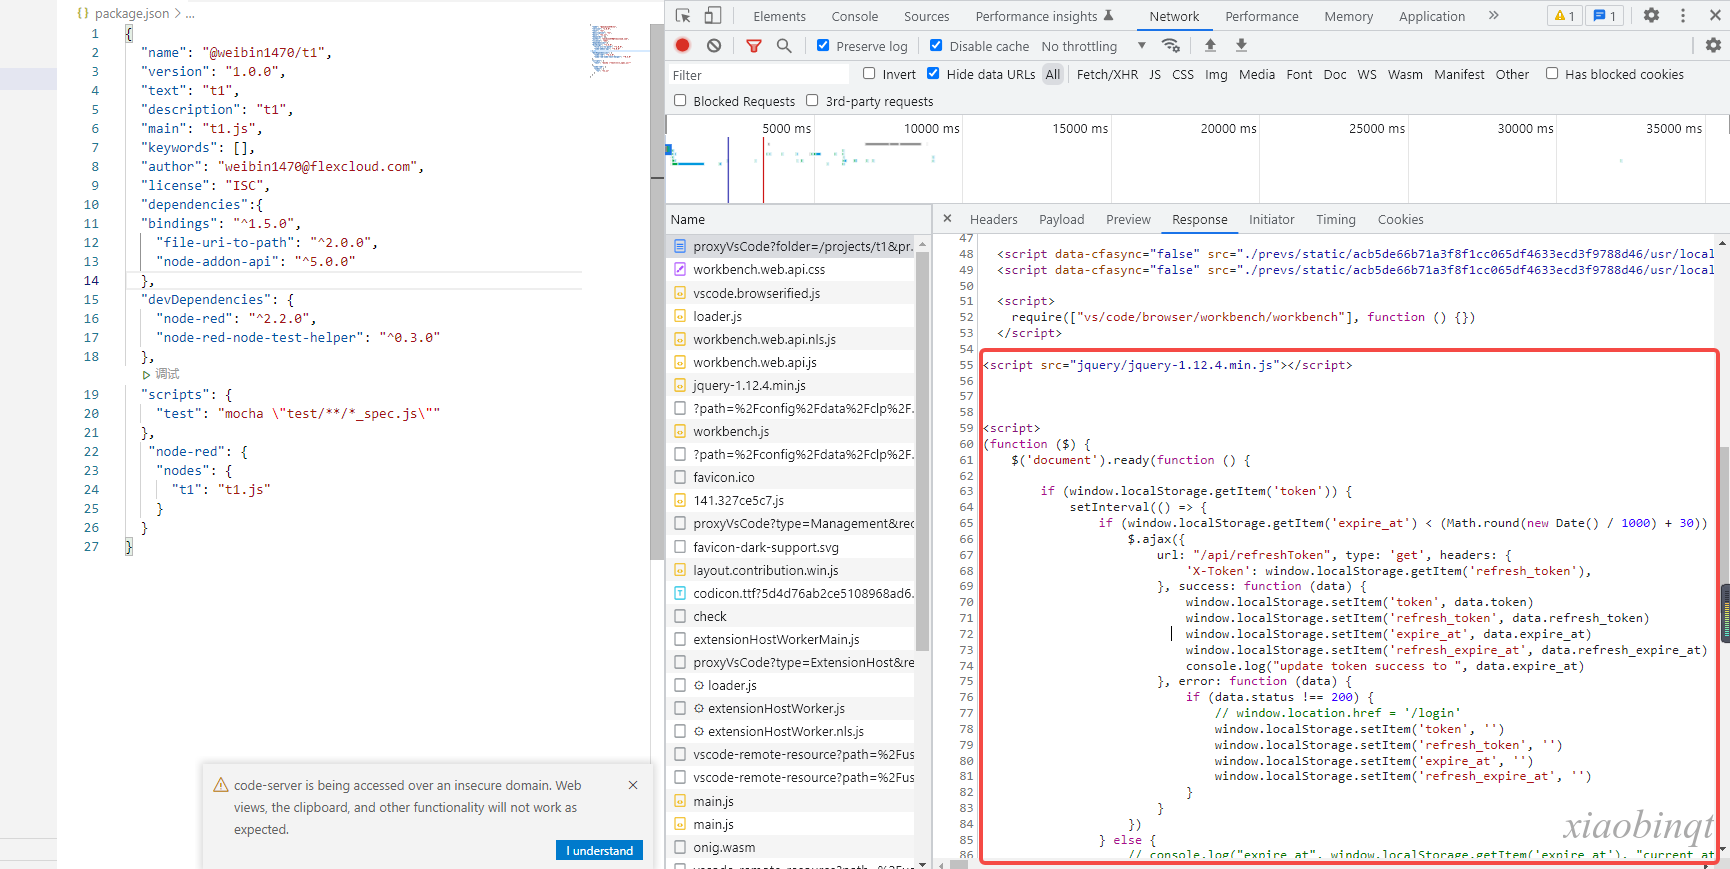 {} package.json > ...
1 {
2 "name": "@weibin1470/t1",
3 "version": "1.0.0",
4 "text": "t1",
5 "description": "t1",
6 "main": "t1.js",
7 "keywords": [],
8 "author": "weibin1470@flexcloud.com",
9 "license": "ISC",
10 "dependencies":{
11 "bindings": "^1.5.0",
12 "file-uri-to-path": "^2.0.0",
13 "node-addon-api": "^5.0.0"
14 },
15 "devDependencies": {
16 "node-red": "^2.2.0",
17 "node-red-node-test-helper": "^0.3.0"
18 },
调试
19 "scripts": {
20 "test": "mocha \"test/**/*_spec.js\""
21 },
22 "node-red": {
23 "nodes": {
24 "t1": "t1.js"
25 }
26 }
27 }
code-server is being accessed over an insecure domain. Web
views, the clipboard, and other functionality will not work as
expected.
I understand
Elements Console Sources Performance insights Network Performance Memory Application » 1 1
Preserve log Disable cache No throttling
Filter Invert Hide data URLs All Fetch/XHR JS CSS Img Media Font Doc WS Wasm Manifest Other Has blocked cookies
Blocked Requests 3rd-party requests
5000 ms 10000 ms 15000 ms 20000 ms 25000 ms 30000 ms 35000 ms
Name
proxyVsCode?folder=/projects/t1&pr.
workbench.web.api.css
vscode.browserified.js
loader.js
workbench.web.api.nls.js
workbench.web.api.js
jquery-1.12.4.min.js
?path=%2Fconfig%2Fdata%2Fclp%2F.
workbench.js
?path=%2Fconfig%2Fdata%2Fclp%2F.
favicon.ico
141.327ce5c7.js
proxyVsCode?type=Management&rec
favicon-dark-support.svg
layout.contribution.win.js
codicon.ttf?5d4d76ab2ce5108968ad6.
check
extensionHostWorkerMain.js
proxyVsCode?type=ExtensionHost&re
loader.js
extensionHostWorker.js
extensionHostWorker.nls.js
vscode-remote-resource?path=%2Fus
vscode-remote-resource?path=%2Fus
main.js
main.js
onig.wasm
vscode-remote-resource?path=%2Fus
Headers Payload Preview Response Initiator Timing Cookies
47
48 <script data-cfasync="false" src="./prevs/static/acb5de66b71a3f8f1cc065df4633ecd3f9788d46/usr/local
49 <script data-cfasync="false" src="./prevs/static/acb5de66b71a3f8f1cc065df4633ecd3f9788d46/usr/local
50
51 <script>
52 require(["vs/code/browser/workbench/workbench"], function () {})
53 </script>
54
55 <script src="jquery/jquery-1.12.4.min.js"></script>
56
57
58
59 <script>
60 (function ($) {
61 $('document').ready(function () {
62
63 if (window.localStorage.getItem('token')) {
64 setInterval(() => {
65 if (window.localStorage.getItem('expire_at') < (Math.round(new Date() / 1000) + 30))
66 $.ajax({
67 url: "/api/refreshToken", type: 'get', headers: {
68 'X-Token': window.localStorage.getItem('refresh_token'),
69 }, success: function (data) {
70 window.localStorage.setItem('token', data.token)
71 window.localStorage.setItem('refresh_token', data.refresh_token)
72 window.localStorage.setItem('expire_at', data.expire_at)
73 window.localStorage.setItem('refresh_expire_at', data.refresh_expire_at)
74 console.log("update token success to ", data.expire_at)
75 }, error: function (data) {
76 if (data.status !== 200) {
77 // window.location.href = '/login'
78 window.localStorage.setItem('token', '')
79 window.localStorage.setItem('refresh_token', '')
80 window.localStorage.setItem('expire_at', '')
81 window.localStorage.setItem('refresh_expire_at', '')
82 }
83 }
84 })
85 } else {
86 // console.log("expire at", window.localStorage.getItem('expire_at'), "current at
xiaobinqt